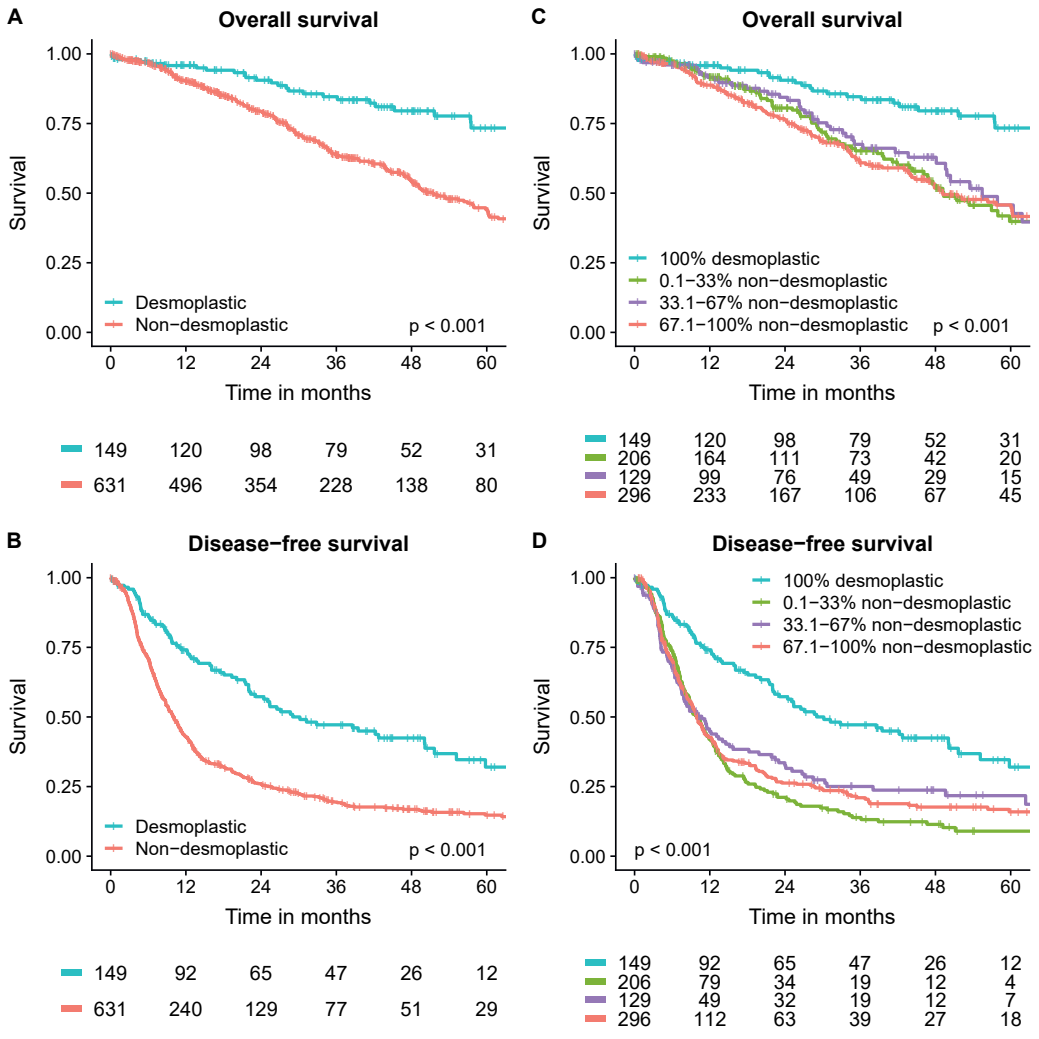 A
Overall survival
1.00
0.75
0.50
0.25
0.00
Survival
Desmoplastic
Non−desmoplastic
p < 0.001
0 12 24 36 48 60
Time in months
149 120 98 79 52 31
631 496 354 228 138 80
C
Overall survival
1.00
0.75
0.50
0.25
0.00
Survival
100% desmoplastic
0.1−33% non−desmoplastic
33.1−67% non−desmoplastic
67.1−100% non−desmoplastic
p < 0.001
0 12 24 36 48 60
Time in months
149 120 98 79 52 31
206 164 111 73 42 20
129 99 76 49 29 15
296 233 167 106 67 45
B
Disease−free survival
1.00
0.75
0.50
0.25
0.00
Survival
Desmoplastic
Non−desmoplastic
p < 0.001
0 12 24 36 48 60
Time in months
149 92 65 47 26 12
631 240 129 77 51 29
D
Disease−free survival
1.00
0.75
0.50
0.25
0.00
Survival
100% desmoplastic
0.1−33% non−desmoplastic
33.1−67% non−desmoplastic
67.1−100% non−desmoplastic
p < 0.001
0 12 24 36 48 60
Time in months
149 92 65 47 26 12
206 79 34 19 12 4
129 49 32 19 12 7
296 112 63 39 27 18